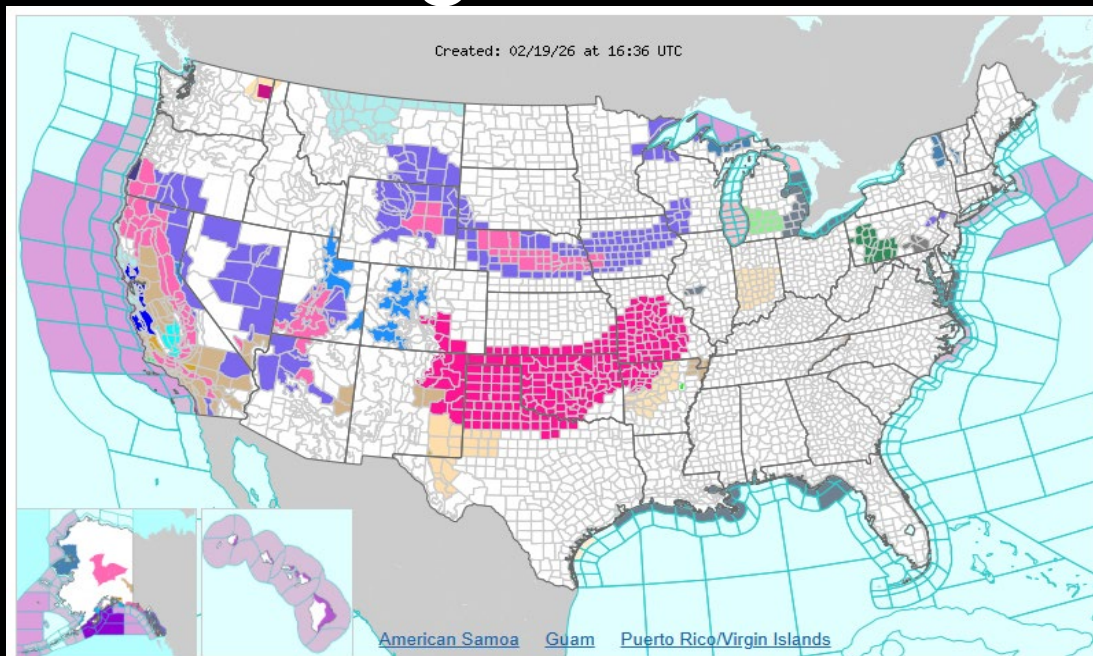 Created: 02/19/26 at 16:36 UTC
American Samoa Guam Puerto Rico/Virgin Islands